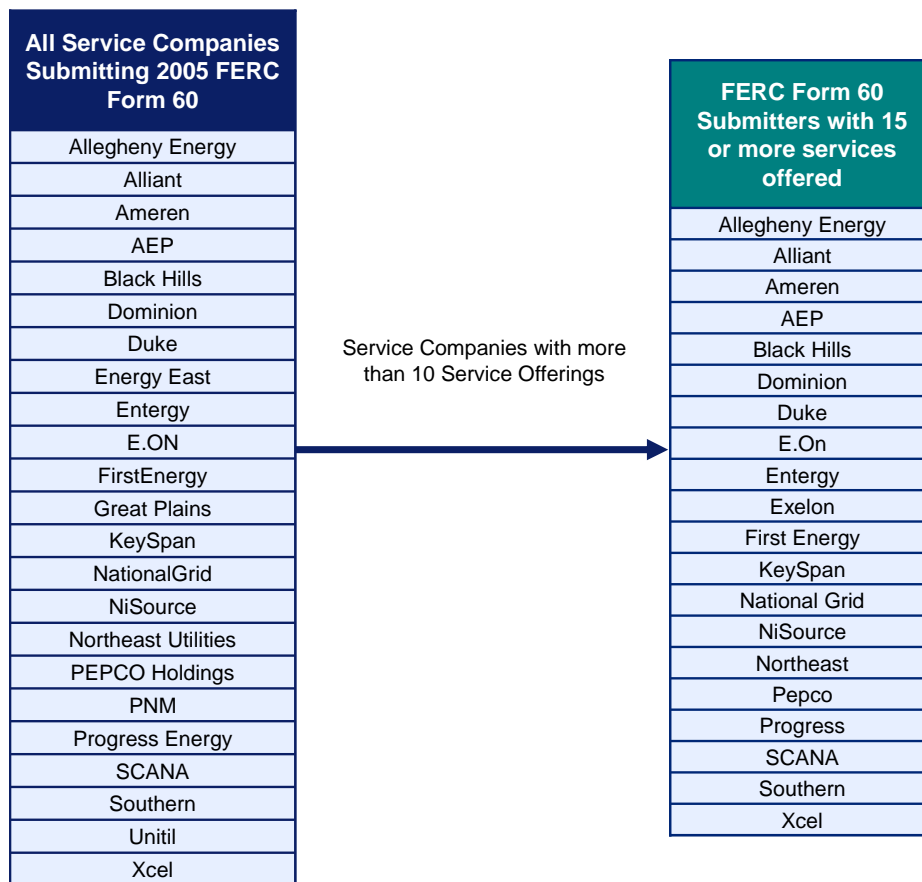 All Service Companies
Submitting 2005 FERC
Form 60
Allegheny Energy
Alliant
Ameren
AEP
Black Hills
Dominion
Duke
Energy East
Entergy
E.ON
FirstEnergy
Great Plains
KeySpan
NationalGrid
NiSource
Northeast Utilities
PEPCO Holdings
PNM
Progress Energy
SCANA
Southern
Unitil
Xcel
Service Companies with more
than 10 Service Offerings
FERC Form 60
Submitters with 15
or more services
offered
Allegheny Energy
Alliant
Ameren
AEP
Black Hills
Dominion
Duke
E.On
Entergy
Exelon
First Energy
KeySpan
National Grid
NiSource
Northeast
Pepco
Progress
SCANA
Southern
Xcel